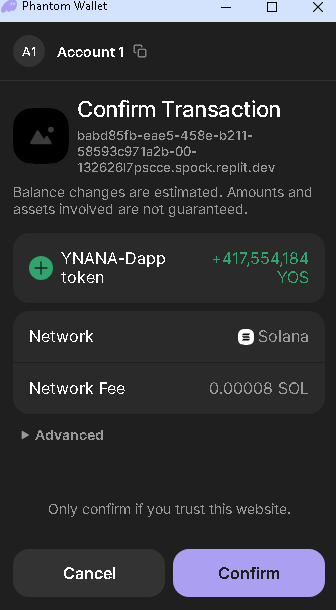 Phantom Wallet
A1 Account 1
Confirm Transaction
babd85fb-eae5-458e-b211-
58593c971a2b-00-
132626l7pscce.spock.replit.dev
Balance changes are estimated. Amounts and
assets involved are not guaranteed.
YNANA-Dapp +417,554,184
token YOS
Network Solana
Network Fee 0.00008 SOL
Advanced
Only confirm if you trust this website.
Cancel Confirm